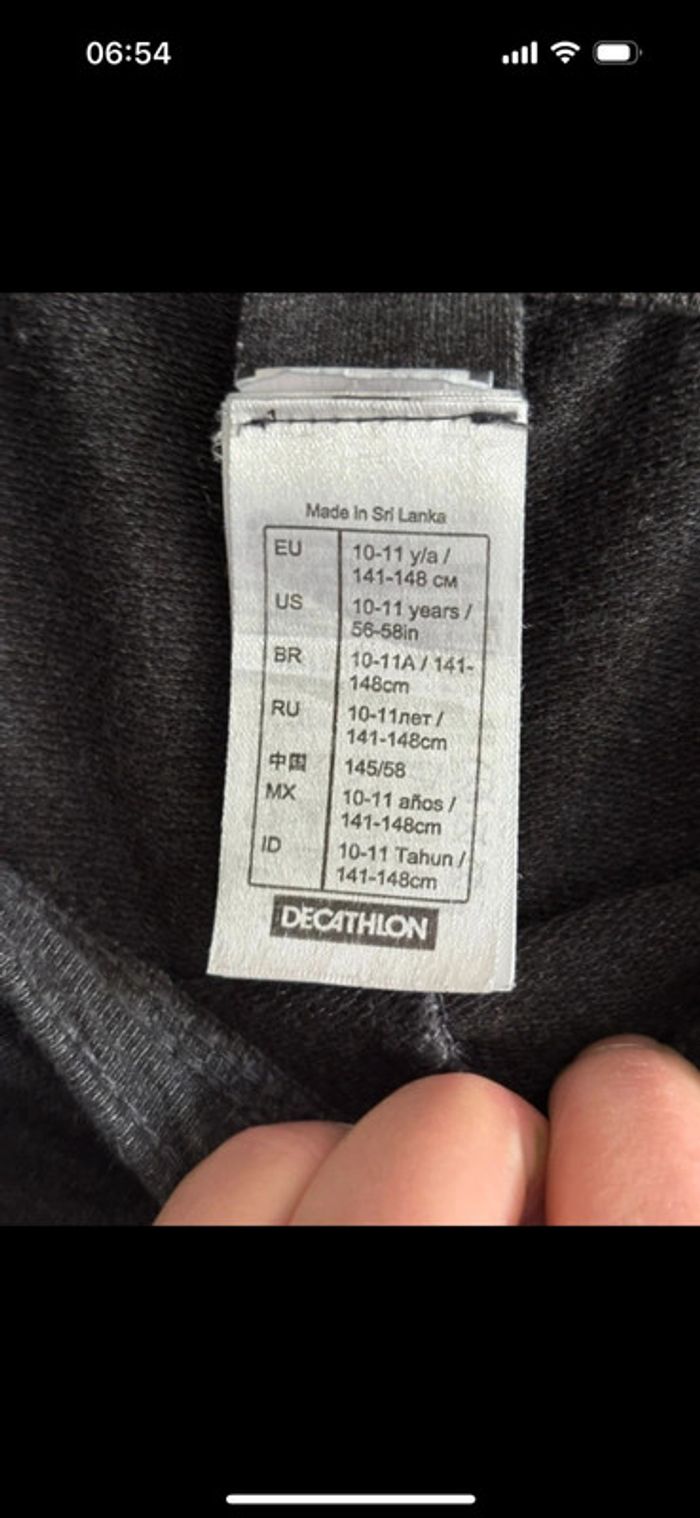 06:54
Made in Sri Lanka
EU 10-11 y/a /
141-148 см
US 10-11 years /
56-58in
BR 10-11A / 141-
148cm
RU 10-11лет /
141-148cm
中国 145/58
MX 10-11 años /
141-148cm
ID 10-11 Tahun /
141-148cm
DECATHLON